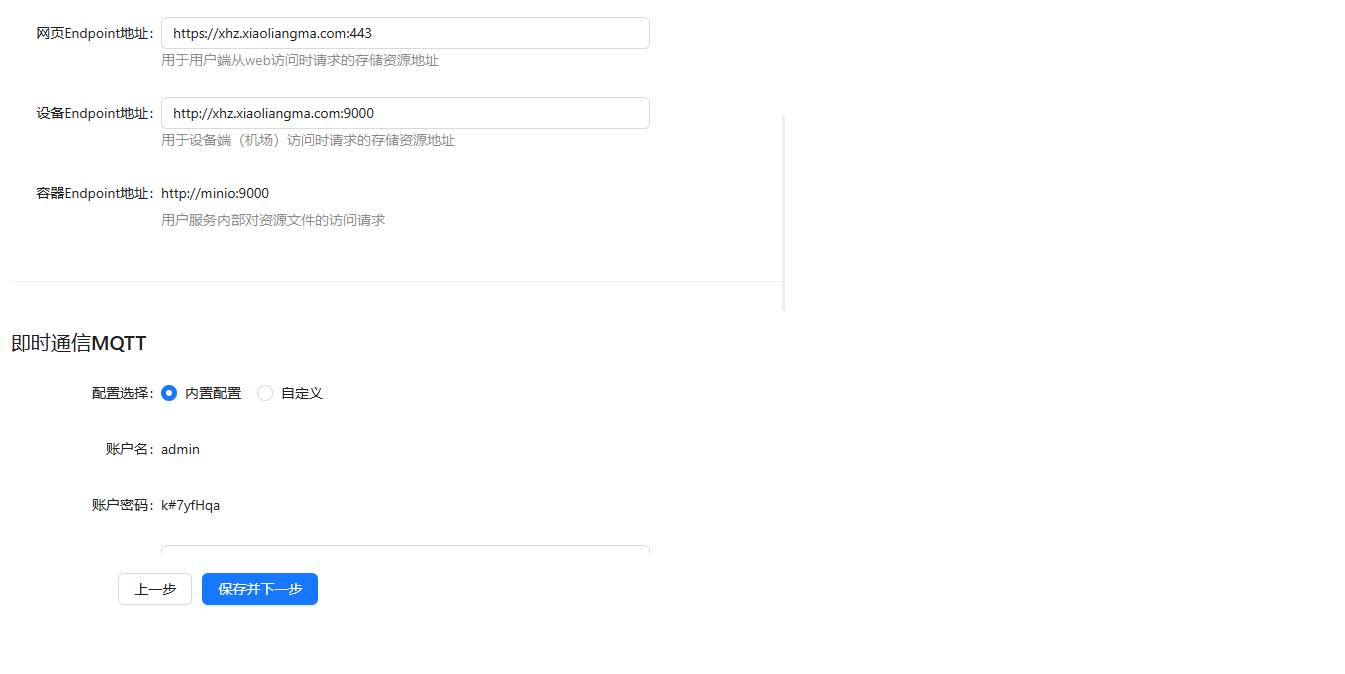 网页Endpoint地址： https://xhz.xiaoliangma.com:443
用于用户端从web访问时请求的存储资源地址
设备Endpoint地址： http://xhz.xiaoliangma.com:9000
用于设备端（机场）访问时请求的存储资源地址
容器Endpoint地址： http://minio:9000
用户服务内部对资源文件的访问请求
即时通信MQTT
配置选择： 内置配置 自定义
账户名： admin
账户密码： k#7yfHqa
上一步 保存并下一步